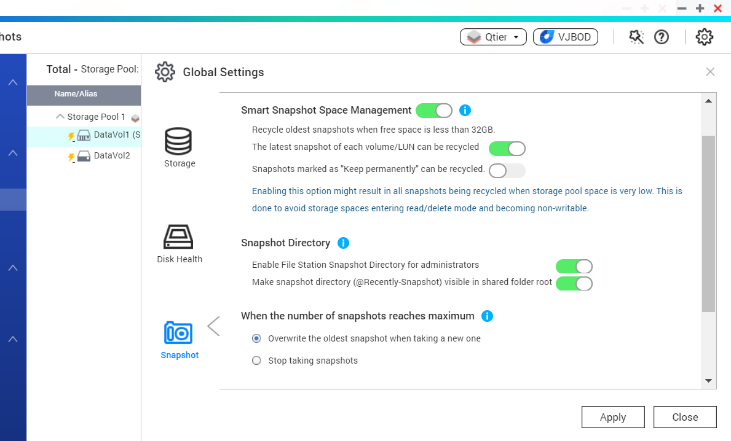 hots
Qtier
VJBOD
Total - Storage Pool:
Name/Alias
Storage Pool 1
DataVol1 (S
DataVol2
Global Settings
Storage
Disk Health
Snapshot
Smart Snapshot Space Management
Recycle oldest snapshots when free space is less than 32GB.
The latest snapshot of each volume/LUN can be recycled
Snapshots marked as "Keep permanently" can be recycled.
Enabling this option might result in all snapshots being recycled when storage pool space is very low. This is
done to avoid storage spaces entering read/delete mode and becoming non-writable.
Snapshot Directory
Enable File Station Snapshot Directory for administrators
Make snapshot directory (@Recently-Snapshot) visible in shared folder root
When the number of snapshots reaches maximum
Overwrite the oldest snapshot when taking a new one
Stop taking snapshots
Apply
Close